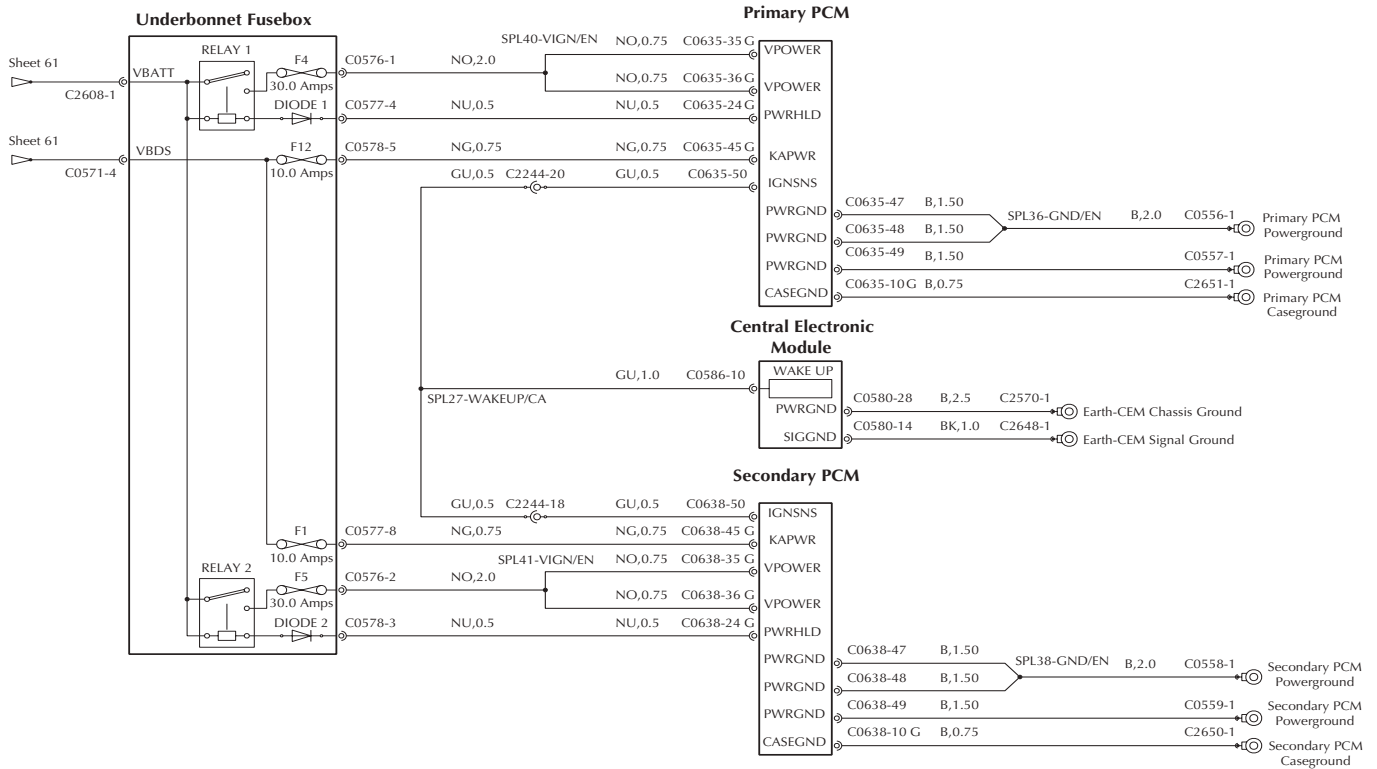 Underbonnet Fusebox
Primary PCM
Sheet 61
C2608-1
VBATT
RELAY 1
F4
30.0 Amps
C0576-1
NO,2.0
SPL40-VIGN/EN
NO,0.75 C0635-35 G
VPOWER
NO,0.75 C0635-36 G
VPOWER
DIODE 1
C0577-4
NU,0.5
NU,0.5 C0635-24 G
PWRHLD
Sheet 61
C0571-4
VBDS
F12
10.0 Amps
C0578-5
NG,0.75
NG,0.75 C0635-45 G
KAPWR
GU,0.5 C2244-20
GU,0.5 C0635-50
IGNSNS
PWRGND
C0635-47 B,1.50
SPL36-GND/EN
B,2.0 C0556-1
Primary PCM
Powerground
PWRGND
C0635-48 B,1.50
PWRGND
C0635-49 B,1.50
C0557-1
Primary PCM
Powerground
CASEGND
C0635-10 G B,0.75
C2651-1
Primary PCM
Caseground
Central Electronic
Module
SPL27-WAKEUP/CA
GU,1.0 C0586-10
WAKE UP
PWRGND
C0580-28 B,2.5 C2570-1
Earth-CEM Chassis Ground
SIGGND
C0580-14 BK,1.0 C2648-1
Earth-CEM Signal Ground
Secondary PCM
GU,0.5 C2244-18
GU,0.5 C0638-50
IGNSNS
F1
10.0 Amps
C0577-8
NG,0.75
NG,0.75 C0638-45 G
KAPWR
RELAY 2
F5
30.0 Amps
C0576-2
NO,2.0
SPL41-VIGN/EN
NO,0.75 C0638-35 G
VPOWER
NO,0.75 C0638-36 G
VPOWER
DIODE 2
C0578-3
NU,0.5
NU,0.5 C0638-24 G
PWRHLD
PWRGND
C0638-47 B,1.50
SPL38-GND/EN
B,2.0 C0558-1
Secondary PCM
Powerground
PWRGND
C0638-48 B,1.50
PWRGND
C0638-49 B,1.50
C0559-1
Secondary PCM
Powerground
CASEGND
C0638-10 G B,0.75
C2650-1
Secondary PCM
Caseground